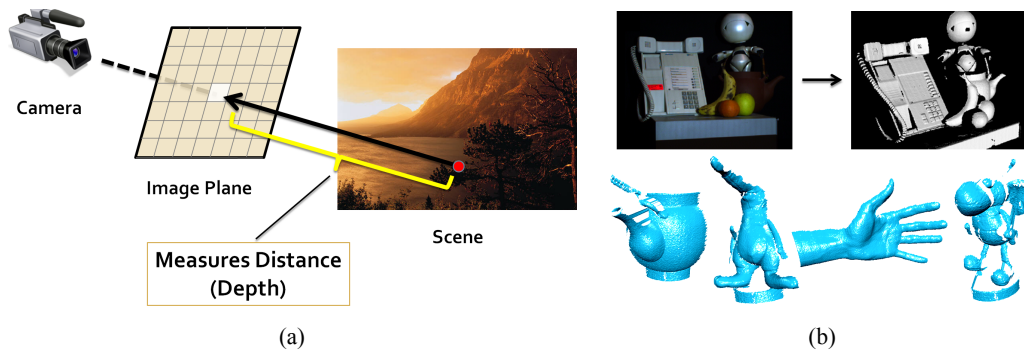 Camera
Image Plane
Scene
Measures Distance
(Depth)
(a)
(b)